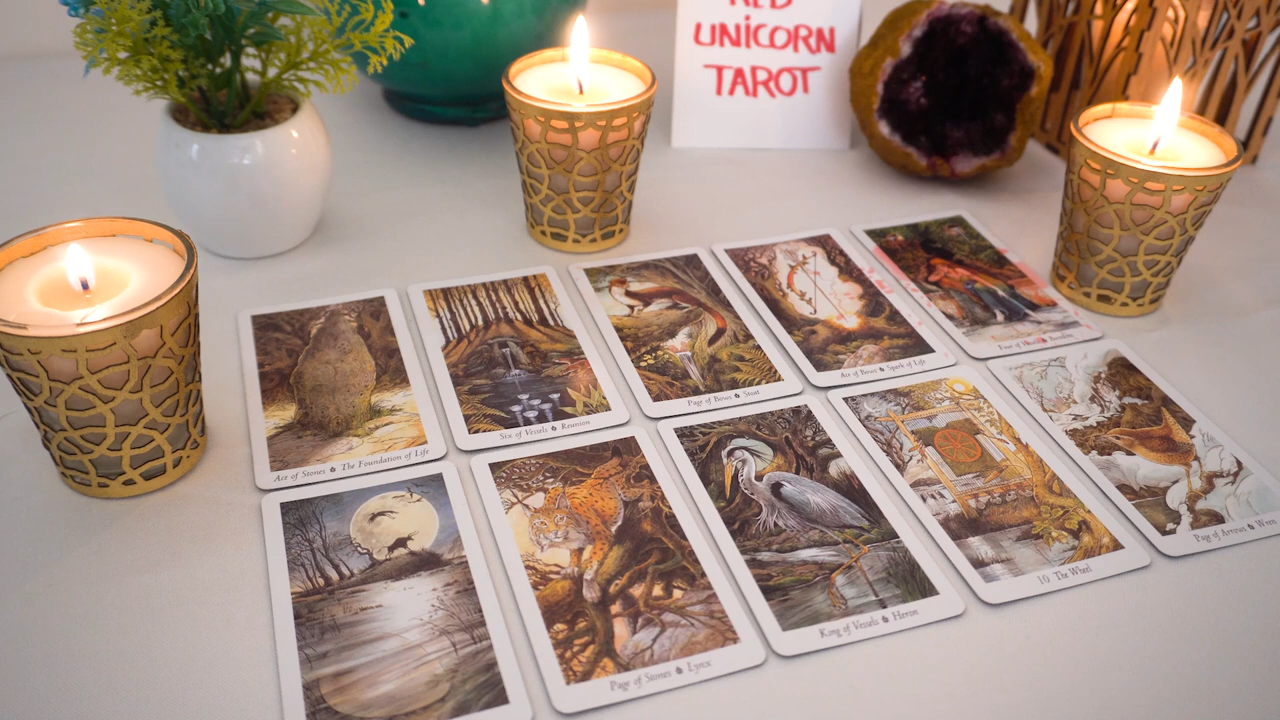 RED
UNICORN
TAROT
Ace of Stones The Foundation of Life
Six of Vessels Reunion
Page of Bows Stoat
Ace of Bows Spark of Life
Four of
Page of Stones Lynx
King of Vessels Heron
10 The Wheel
Page of Arrows Wren